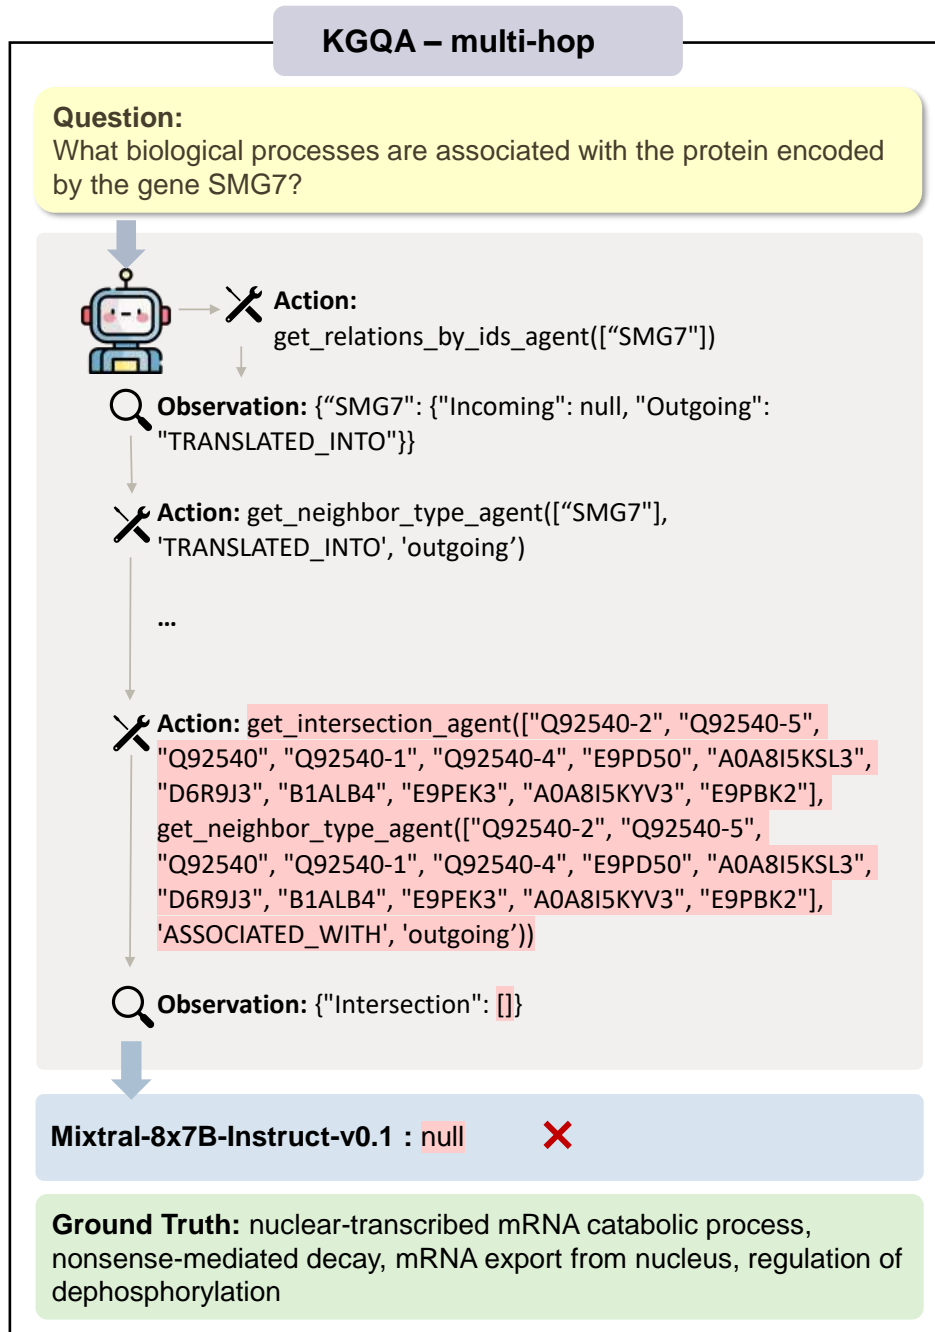 KGQA – multi-hop
Question:
What biological processes are associated with the protein encoded
by the gene SMG7?
Action:
get_relations_by_ids_agent([“SMG7"])
Observation: {“SMG7": {"Incoming": null, "Outgoing":
"TRANSLATED_INTO"}}
Action: get_neighbor_type_agent([“SMG7"],
'TRANSLATED_INTO', 'outgoing’)
...
Action: get_intersection_agent(["Q92540-2", "Q92540-5",
"Q92540", "Q92540-1", "Q92540-4", "E9PD50", "A0A8I5KSL3",
"D6R9J3", "B1ALB4", "E9PEK3", "A0A8I5KYV3", "E9PBK2"],
get_neighbor_type_agent(["Q92540-2", "Q92540-5",
"Q92540", "Q92540-1", "Q92540-4", "E9PD50", "A0A8I5KSL3",
"D6R9J3", "B1ALB4", "E9PEK3", "A0A8I5KYV3", "E9PBK2"],
'ASSOCIATED_WITH', 'outgoing’))
Observation: {"Intersection": []}
Mixtral-8x7B-Instruct-v0.1 : null
Ground Truth: nuclear-transcribed mRNA catabolic process,
nonsense-mediated decay, mRNA export from nucleus, regulation of
dephosphorylation